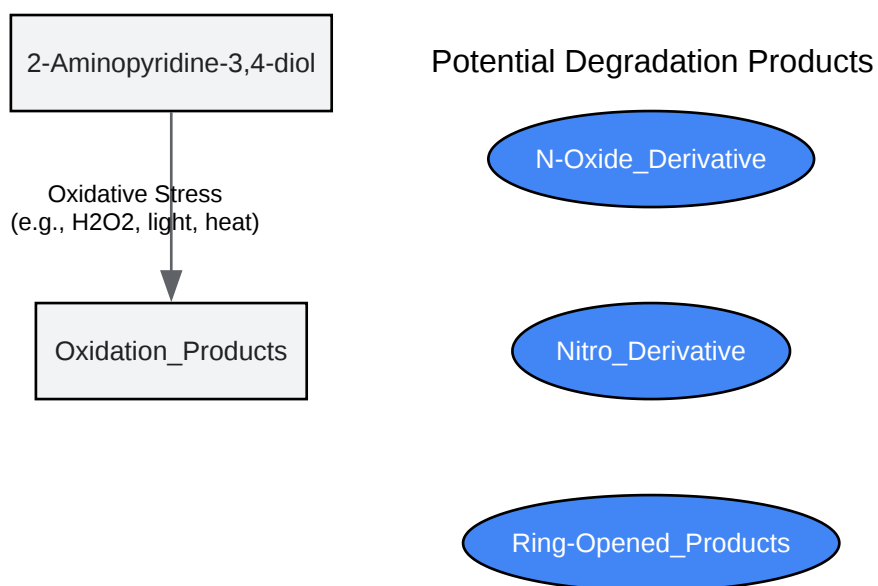 2-Aminopyridine-3,4-diol
Potential Degradation Products
N-Oxide_Derivative
Oxidative Stress
(e.g., H2O2, light, heat)
Oxidation_Products
Nitro_Derivative
Ring-Opened_Products